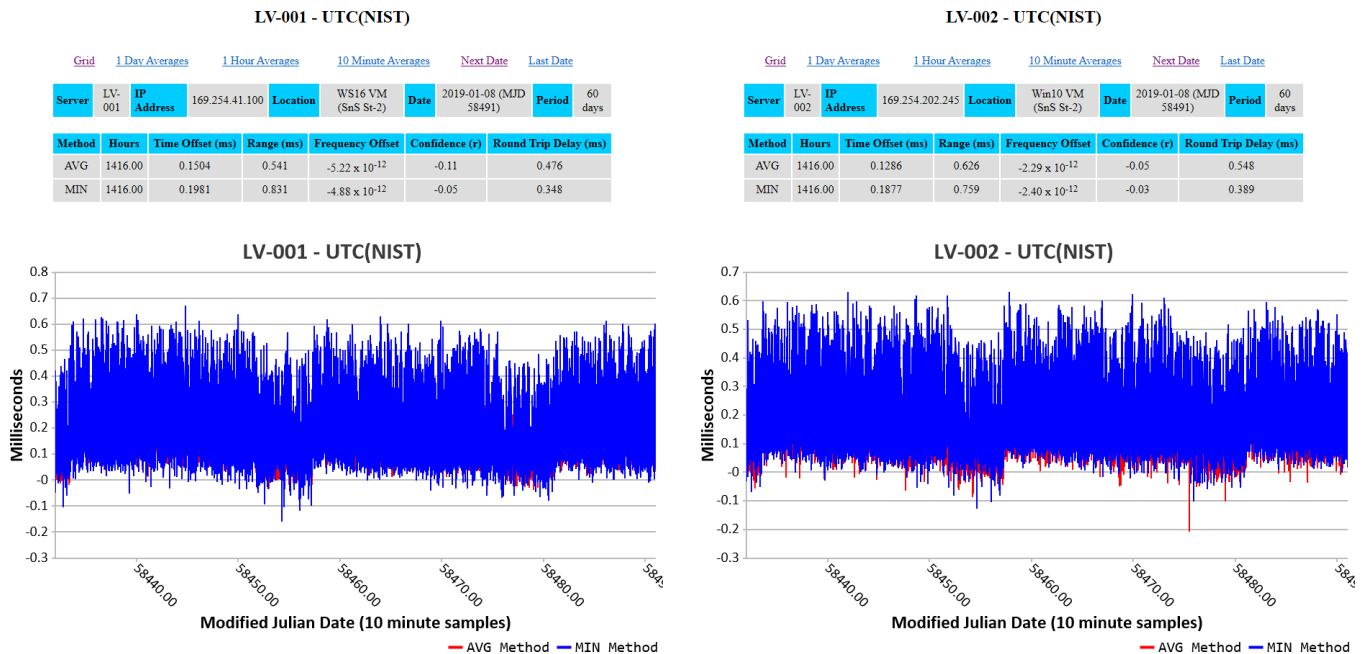 LV-001 - UTC(NIST)
Grid 1 Day Averages 1 Hour Averages 10 Minute Averages Next Date Last Date
Server LV-001 IP Address 169.254.41.100 Location WS16 VM (SnS St-2) Date 2019-01-08 (MJD 58491) Period 60 days
Method Hours Time Offset (ms) Range (ms) Frequency Offset Confidence (r) Round Trip Delay (ms)
AVG 1416.00 0.1504 0.541 -5.22 x 10-12 -0.11 0.476
MIN 1416.00 0.1981 0.831 -4.88 x 10-12 -0.05 0.348
LV-001 - UTC(NIST)
0.8
0.7
0.6
0.5
0.4
0.3
0.2
0.1
-0
-0.1
-0.2
-0.3
Milliseconds
58440.00 58450.00 58460.00 58470.00 58480.00 5849
Modified Julian Date (10 minute samples)
AVG Method MIN Method
LV-002 - UTC(NIST)
Grid 1 Day Averages 1 Hour Averages 10 Minute Averages Next Date Last Date
Server LV-002 IP Address 169.254.202.245 Location Win10 VM (SnS St-2) Date 2019-01-08 (MJD 58491) Period 60 days
Method Hours Time Offset (ms) Range (ms) Frequency Offset Confidence (r) Round Trip Delay (ms)
AVG 1416.00 0.1286 0.626 -2.29 x 10-12 -0.05 0.548
MIN 1416.00 0.1877 0.759 -2.40 x 10-12 -0.03 0.389
LV-002 - UTC(NIST)
0.7
0.6
0.5
0.4
0.3
0.2
0.1
-0
-0.1
-0.2
-0.3
Milliseconds
58440.00 58450.00 58460.00 58470.00 58480.00 5849
Modified Julian Date (10 minute samples)
AVG Method MIN Method